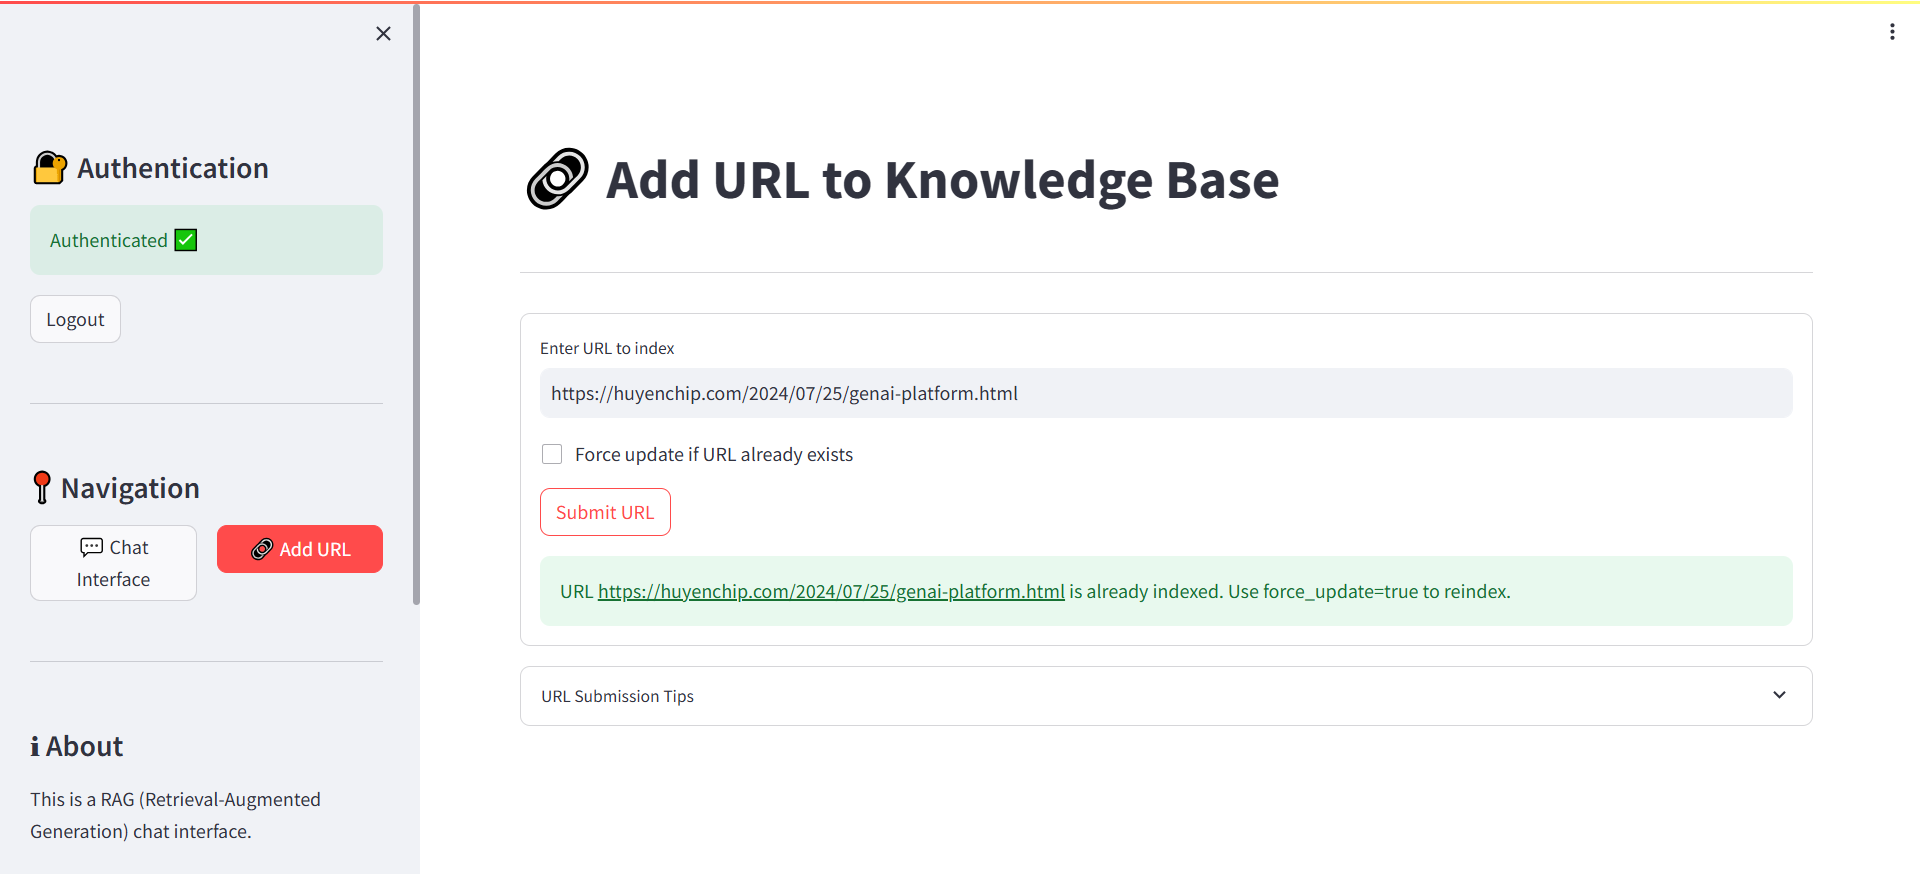 Authentication
Authenticated ✅
Logout
Navigation
Chat
Interface
Add URL
About
This is a RAG (Retrieval-Augmented
Generation) chat interface.
Add URL to Knowledge Base
Enter URL to index
https://huyenchip.com/2024/07/25/genai-platform.html
Force update if URL already exists
Submit URL
URL https://huyenchip.com/2024/07/25/genai-platform.html is already indexed. Use force_update=true to reindex.
URL Submission Tips